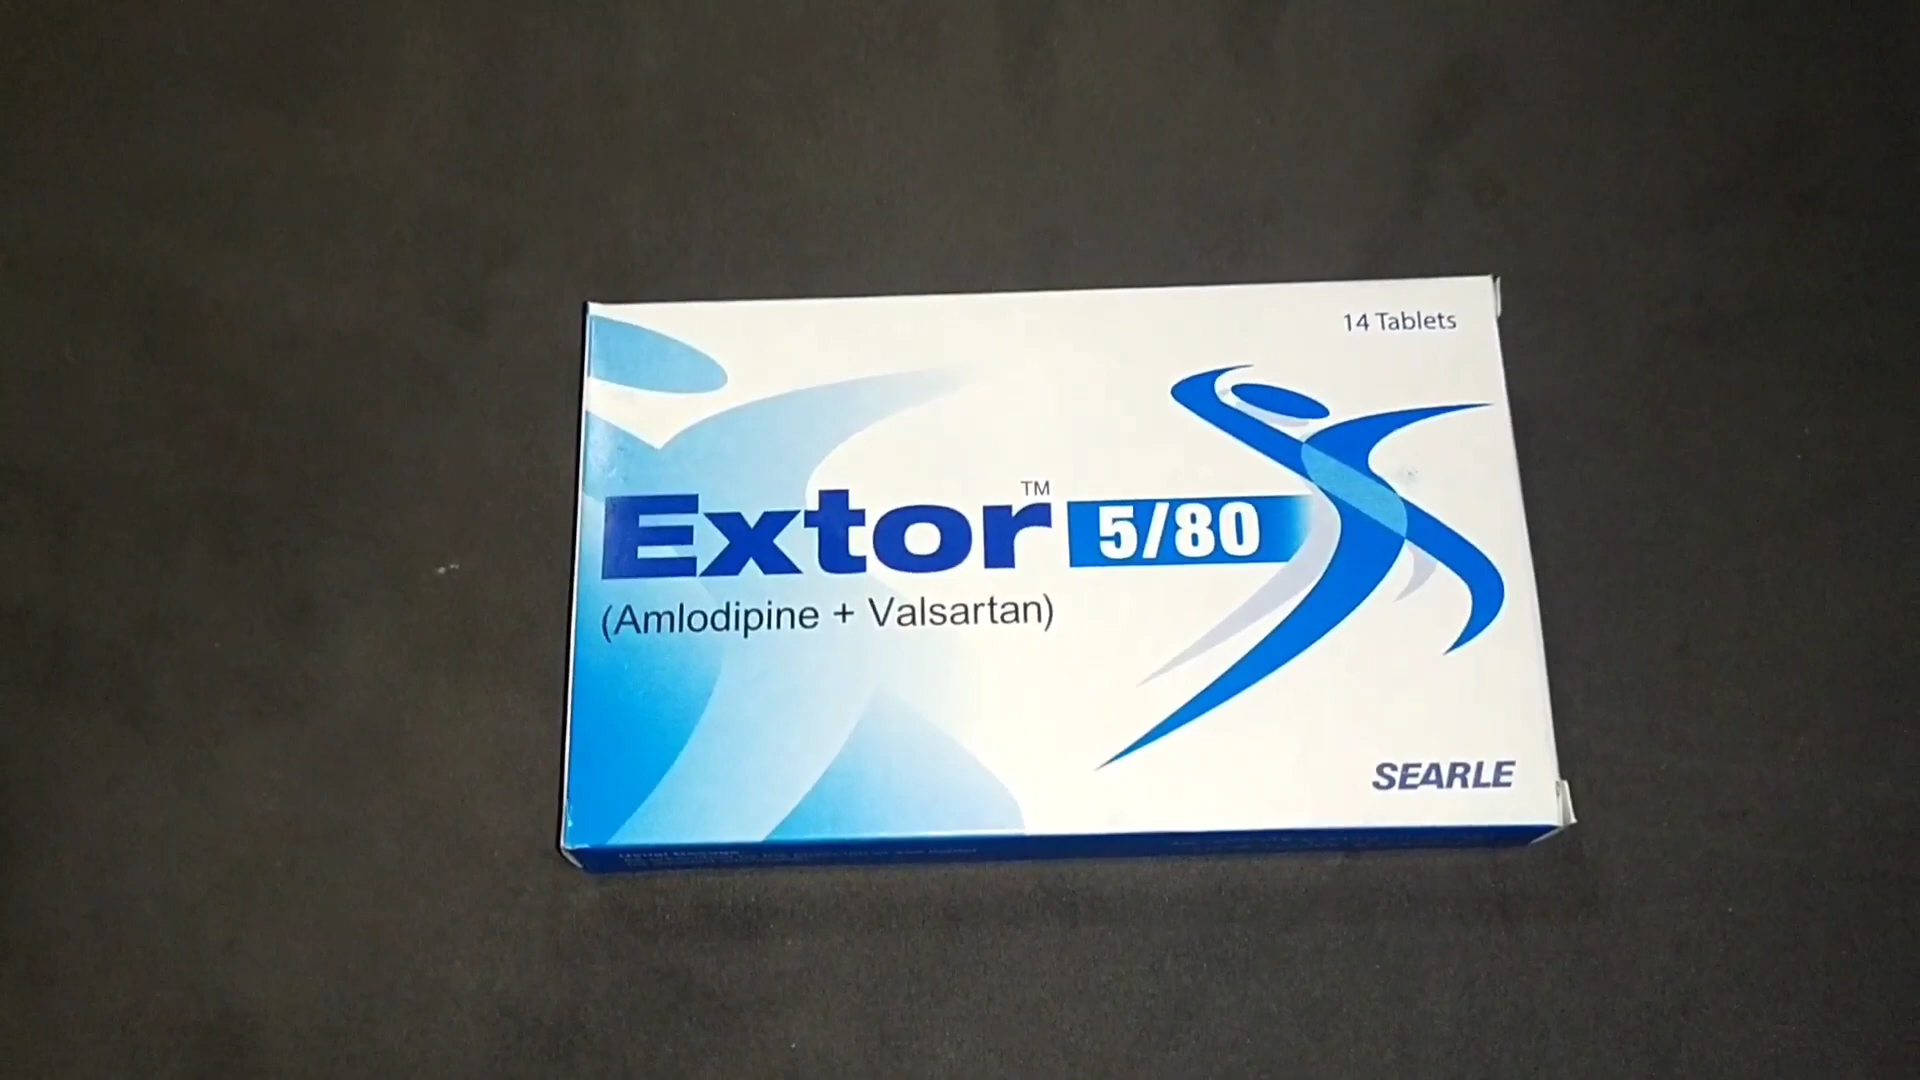 14 Tablets
Extor™ 5/80
(Amlodipine + Valsartan)
SEARLE